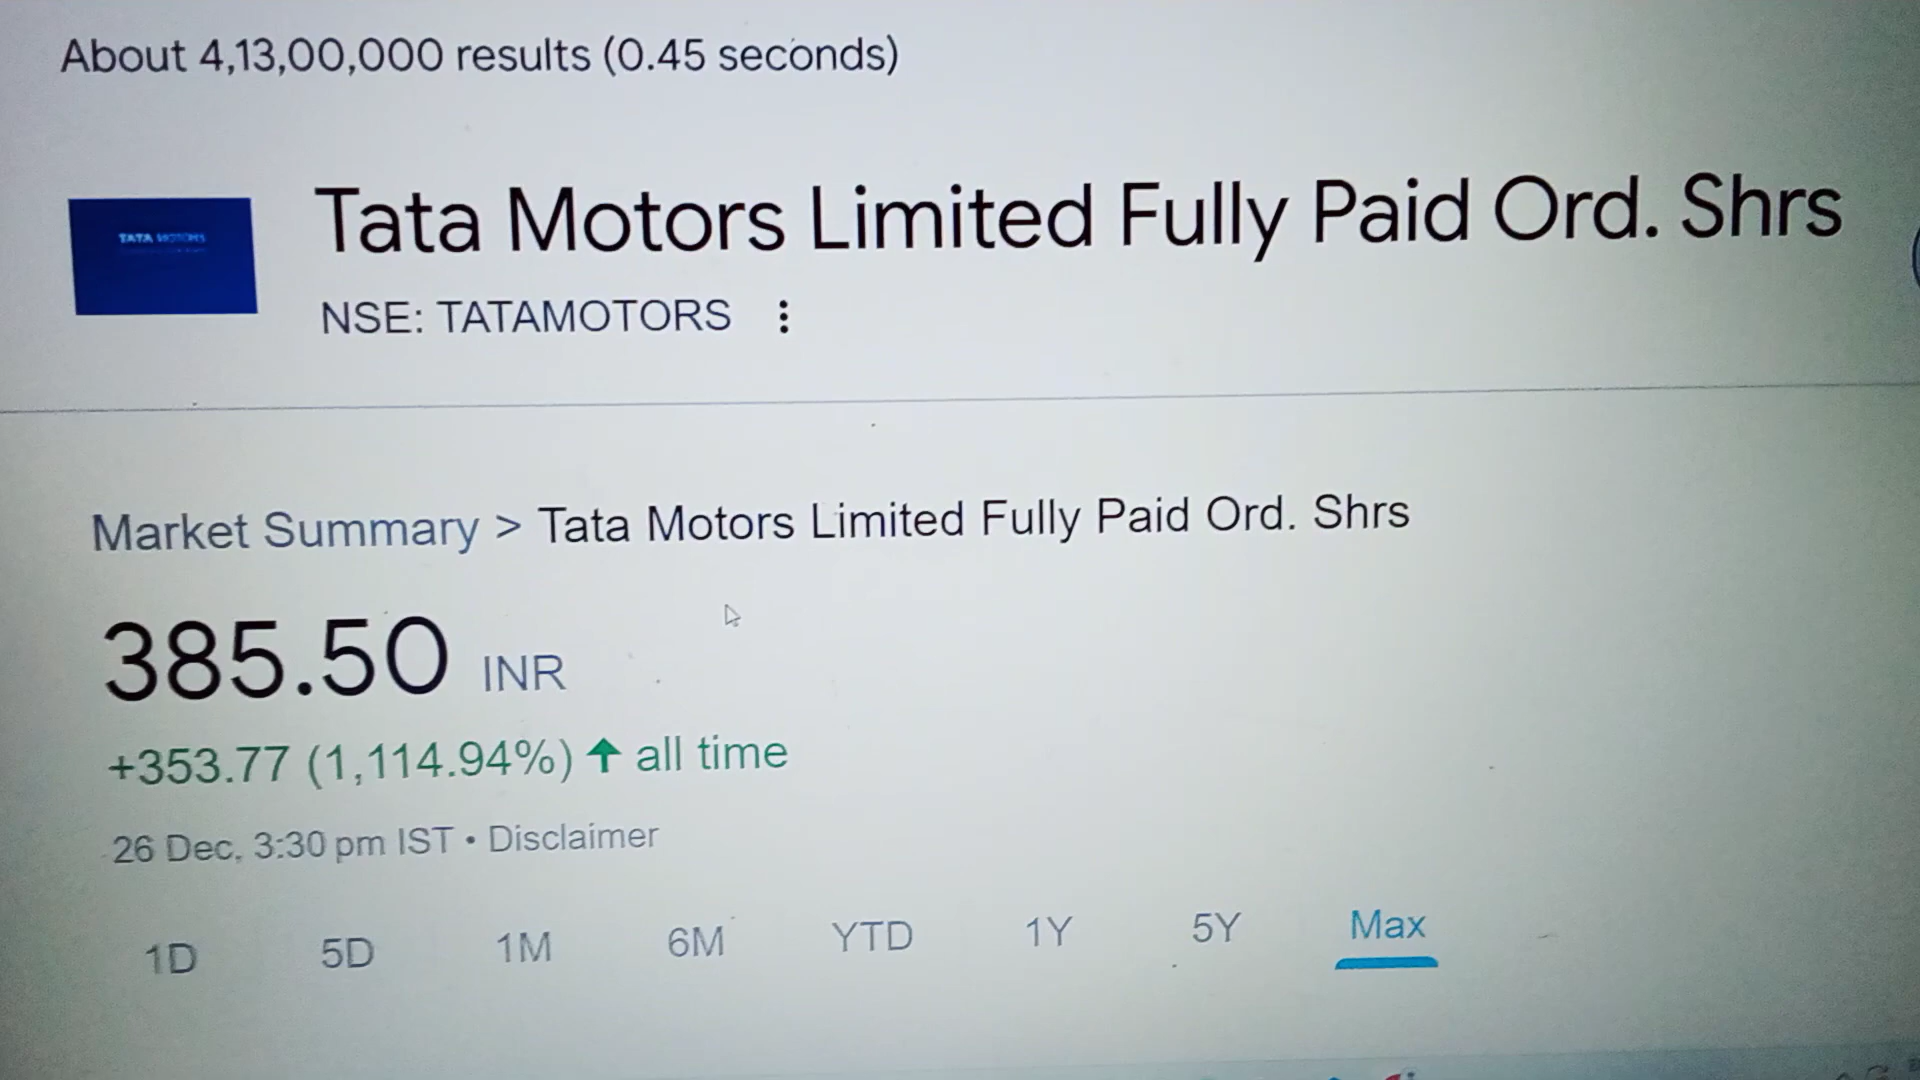 About 4,13,00,000 results (0.45 seconds)
TATA MOTORS
Tata Motors Limited Fully Paid Ord. Shrs
NSE: TATAMOTORS
Market Summary > Tata Motors Limited Fully Paid Ord. Shrs
385.50 INR
+353.77 (1,114.94%) ↑ all time
26 Dec, 3:30 pm IST • Disclaimer
1D 5D 1M 6M YTD 1Y 5Y Max